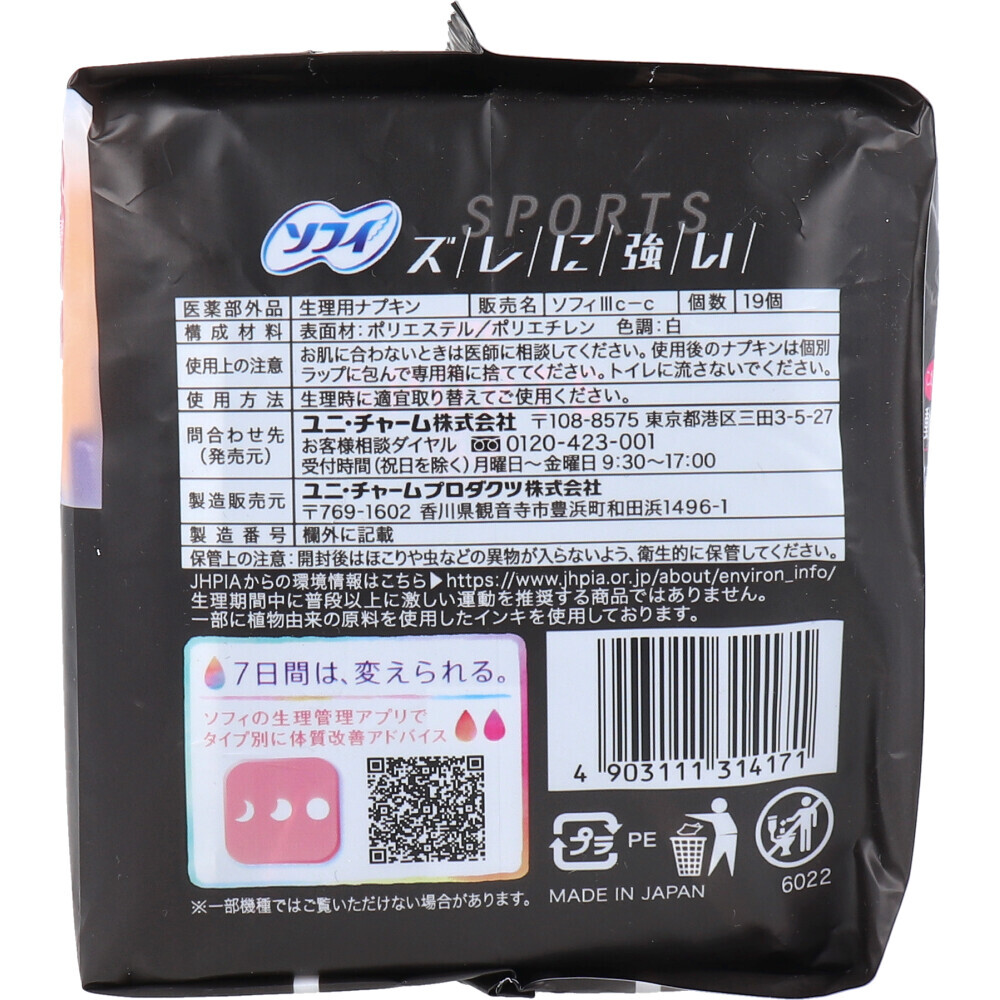 SPORTS
ソフィ ズレに強い
医薬部外品 生理用ナプキン 販売名 ソフィⅢc－c 個数 19個
構成材料 表面材：ポリエステル／ポリエチレン 色調：白
使用上の注意 お肌に合わないときは医師に相談してください。使用後のナプキンは個別
ラップに包んで専用箱に捨ててください。トイレに流さないでください。
使用方法 生理時に適宜取り替えてご使用ください。
問合わせ先
（発売元）
ユニ・チャーム株式会社 〒108-8575 東京都港区三田3-5-27
お客様相談ダイヤル 0120-423-001
受付時間（祝日を除く）月曜日～金曜日 9:30～17:00
製造販売元 ユニ・チャームプロダクツ株式会社
〒769-1602 香川県観音寺市豊浜町和田浜1496-1
製造番号 欄外に記載
保管上の注意：開封後はほこりや虫などの異物が入らないよう、衛生的に保管してください。
JHPIAからの環境情報はこちら▶https://www.jhpia.or.jp/about/environ_info/
生理期間中に普段以上に激しい運動を推奨する商品ではありません。
一部に植物由来の原料を使用したインキを使用しております。
7日間は、変えられる。
ソフィの生理管理アプリで
タイプ別に体質改善アドバイス
※一部機種ではご覧いただけない場合があります。
4 903111 314171
プラ PE
MADE IN JAPAN
6022